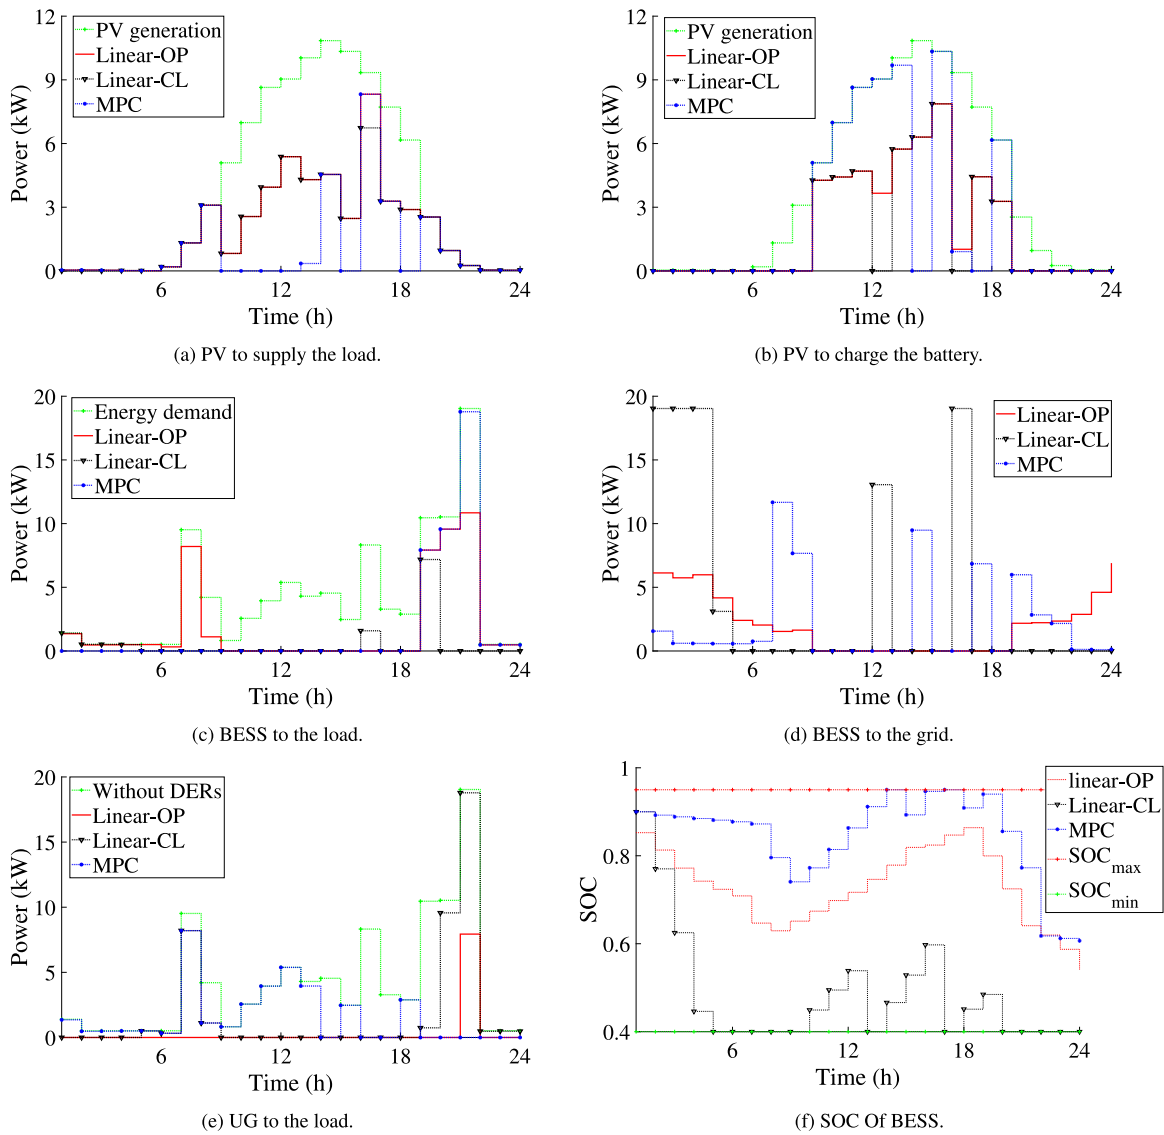 12
9
6
3
0
Power (kW)
PV generation
Linear-OP
Linear-CL
MPC
6
12
18
24
Time (h)
(a) PV to supply the load.
12
9
6
3
0
Power (kW)
PV generation
Linear-OP
Linear-CL
MPC
6
12
18
24
Time (h)
(b) PV to charge the battery.
20
15
10
5
0
Power (kW)
Energy demand
Linear-OP
Linear-CL
MPC
6
12
18
24
Time (h)
(c) BESS to the load.
20
15
10
5
0
Power (kW)
Linear-OP
Linear-CL
MPC
6
12
18
24
Time (h)
(d) BESS to the grid.
20
15
10
5
0
Power (kW)
Without DERs
Linear-OP
Linear-CL
MPC
6
12
18
24
Time (h)
(e) UG to the load.
1
0.8
0.6
0.4
SOC
linear-OP
Linear-CL
MPC
SOCmax
SOCmin
6
12
18
24
Time (h)
(f) SOC Of BESS.